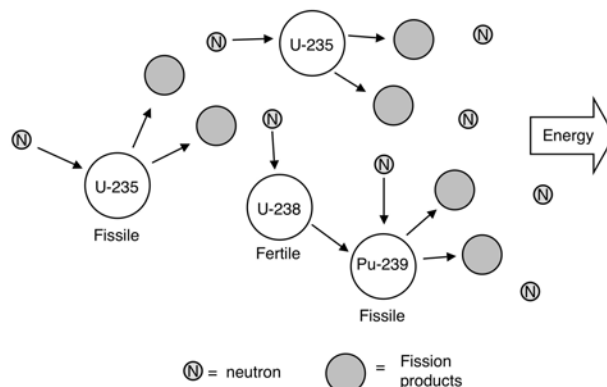 N
U-235
N
N
Energy
N
N
N
U-235
U-238
N
Fissile
Fertile
Pu-239
N
Fissile
N = neutron
= Fission
products